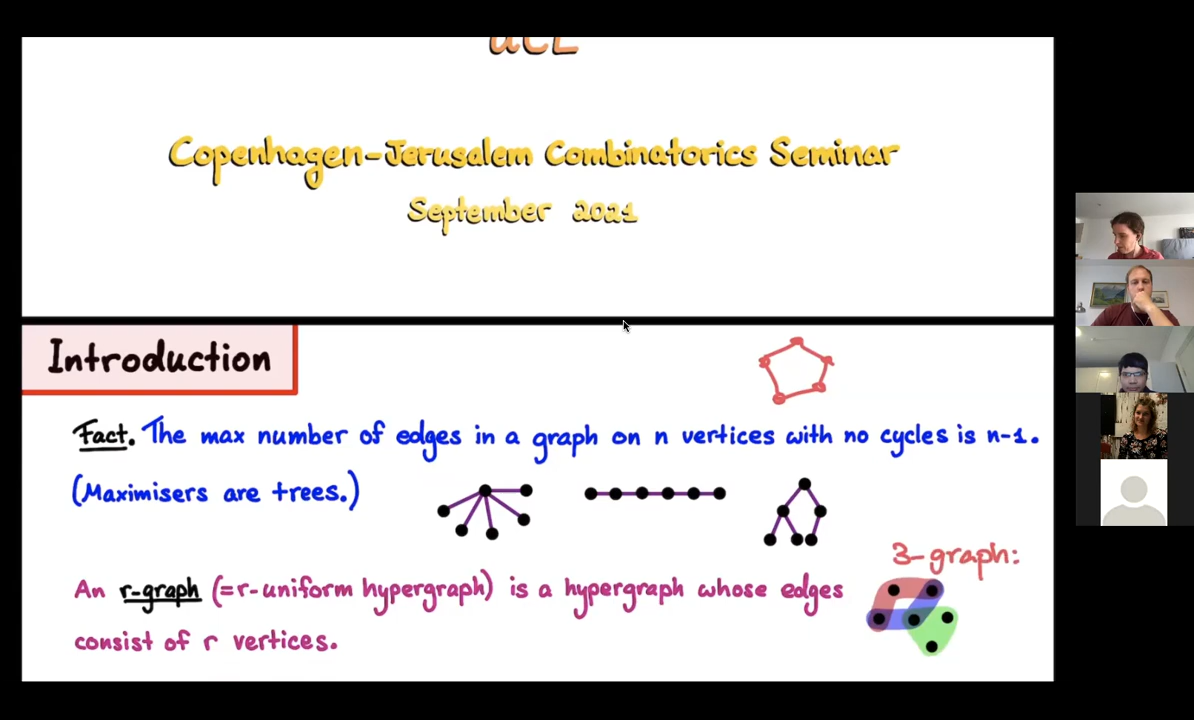 UCL
Copenhagen-Jerusalem Combinatorics Seminar
September 2021
Introduction
Fact. The max number of edges in a graph on n vertices with no cycles is n-1.
(Maximisers are trees.)
3-graph:
An r-graph (=r-uniform hypergraph) is a hypergraph whose edges
consist of r vertices.